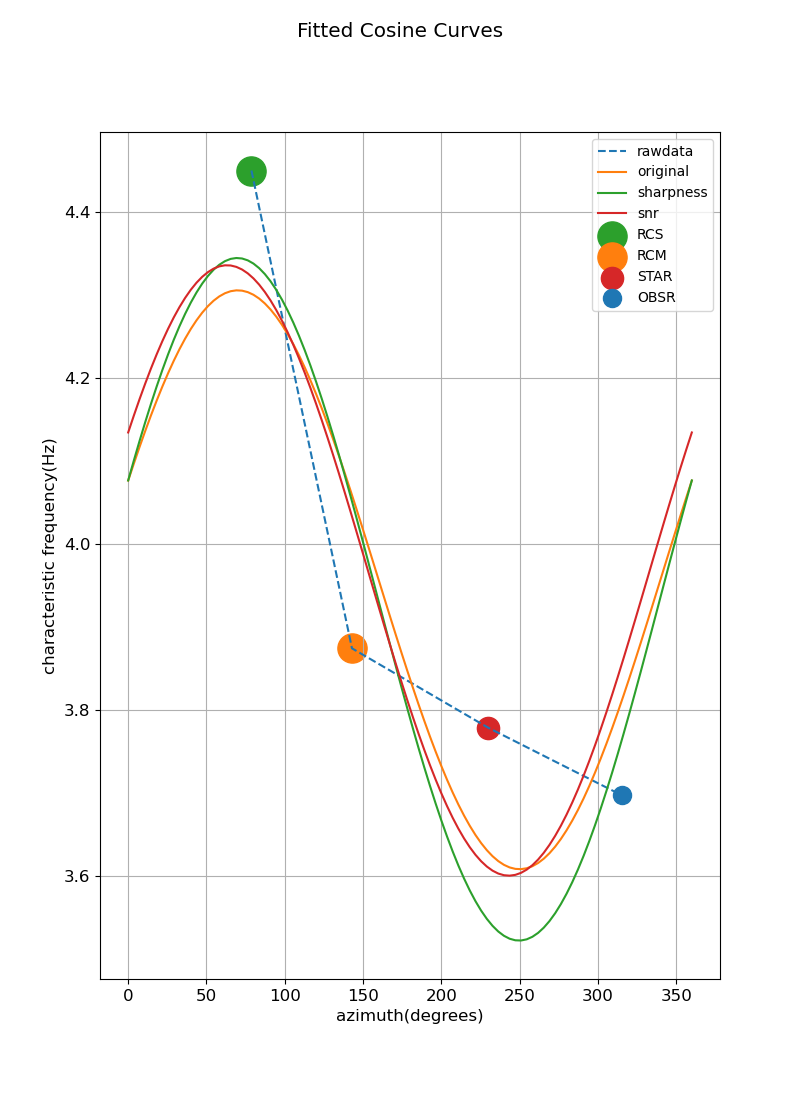 Fitted Cosine Curves
rawdata
original
sharpness
snr
RCS
RCM
STAR
OBSR
4.4
4.2
4.0
3.8
3.6
characteristic frequency(Hz)
0 50 100 150 200 250 300 350
azimuth(degrees)